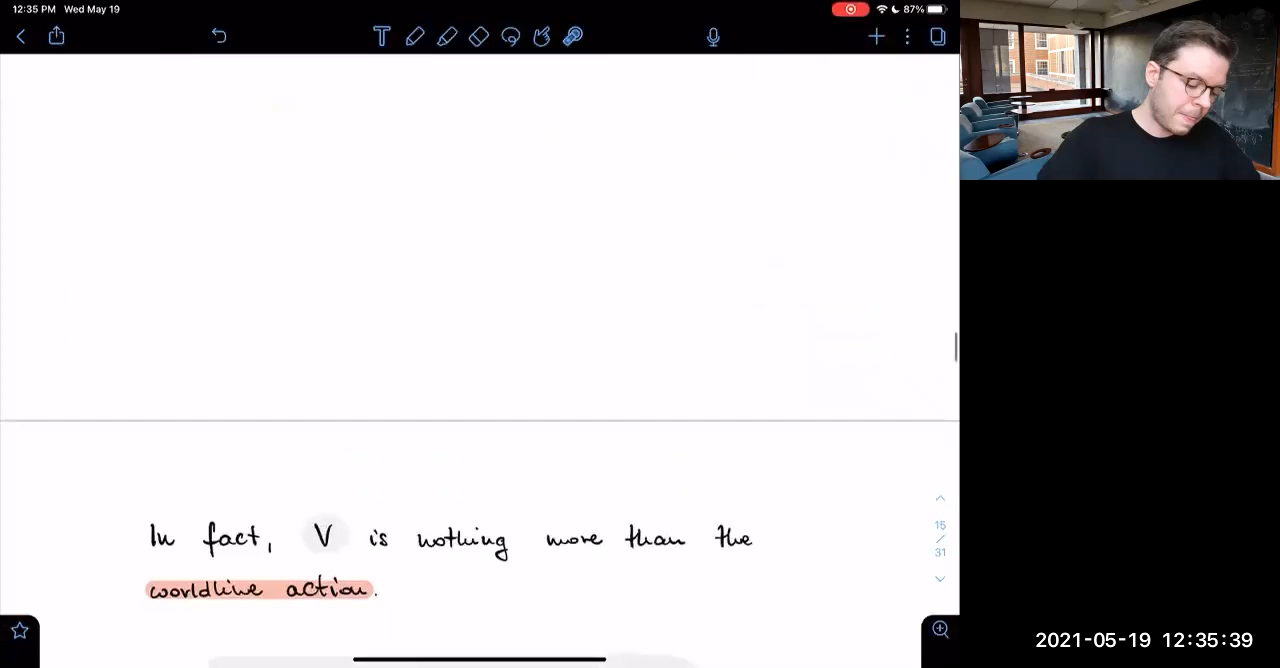 12:35 PM Wed May 19
87%
In fact, V is nothing more than the
worldline action.
15
/
31
2021-05-19 12:35:39